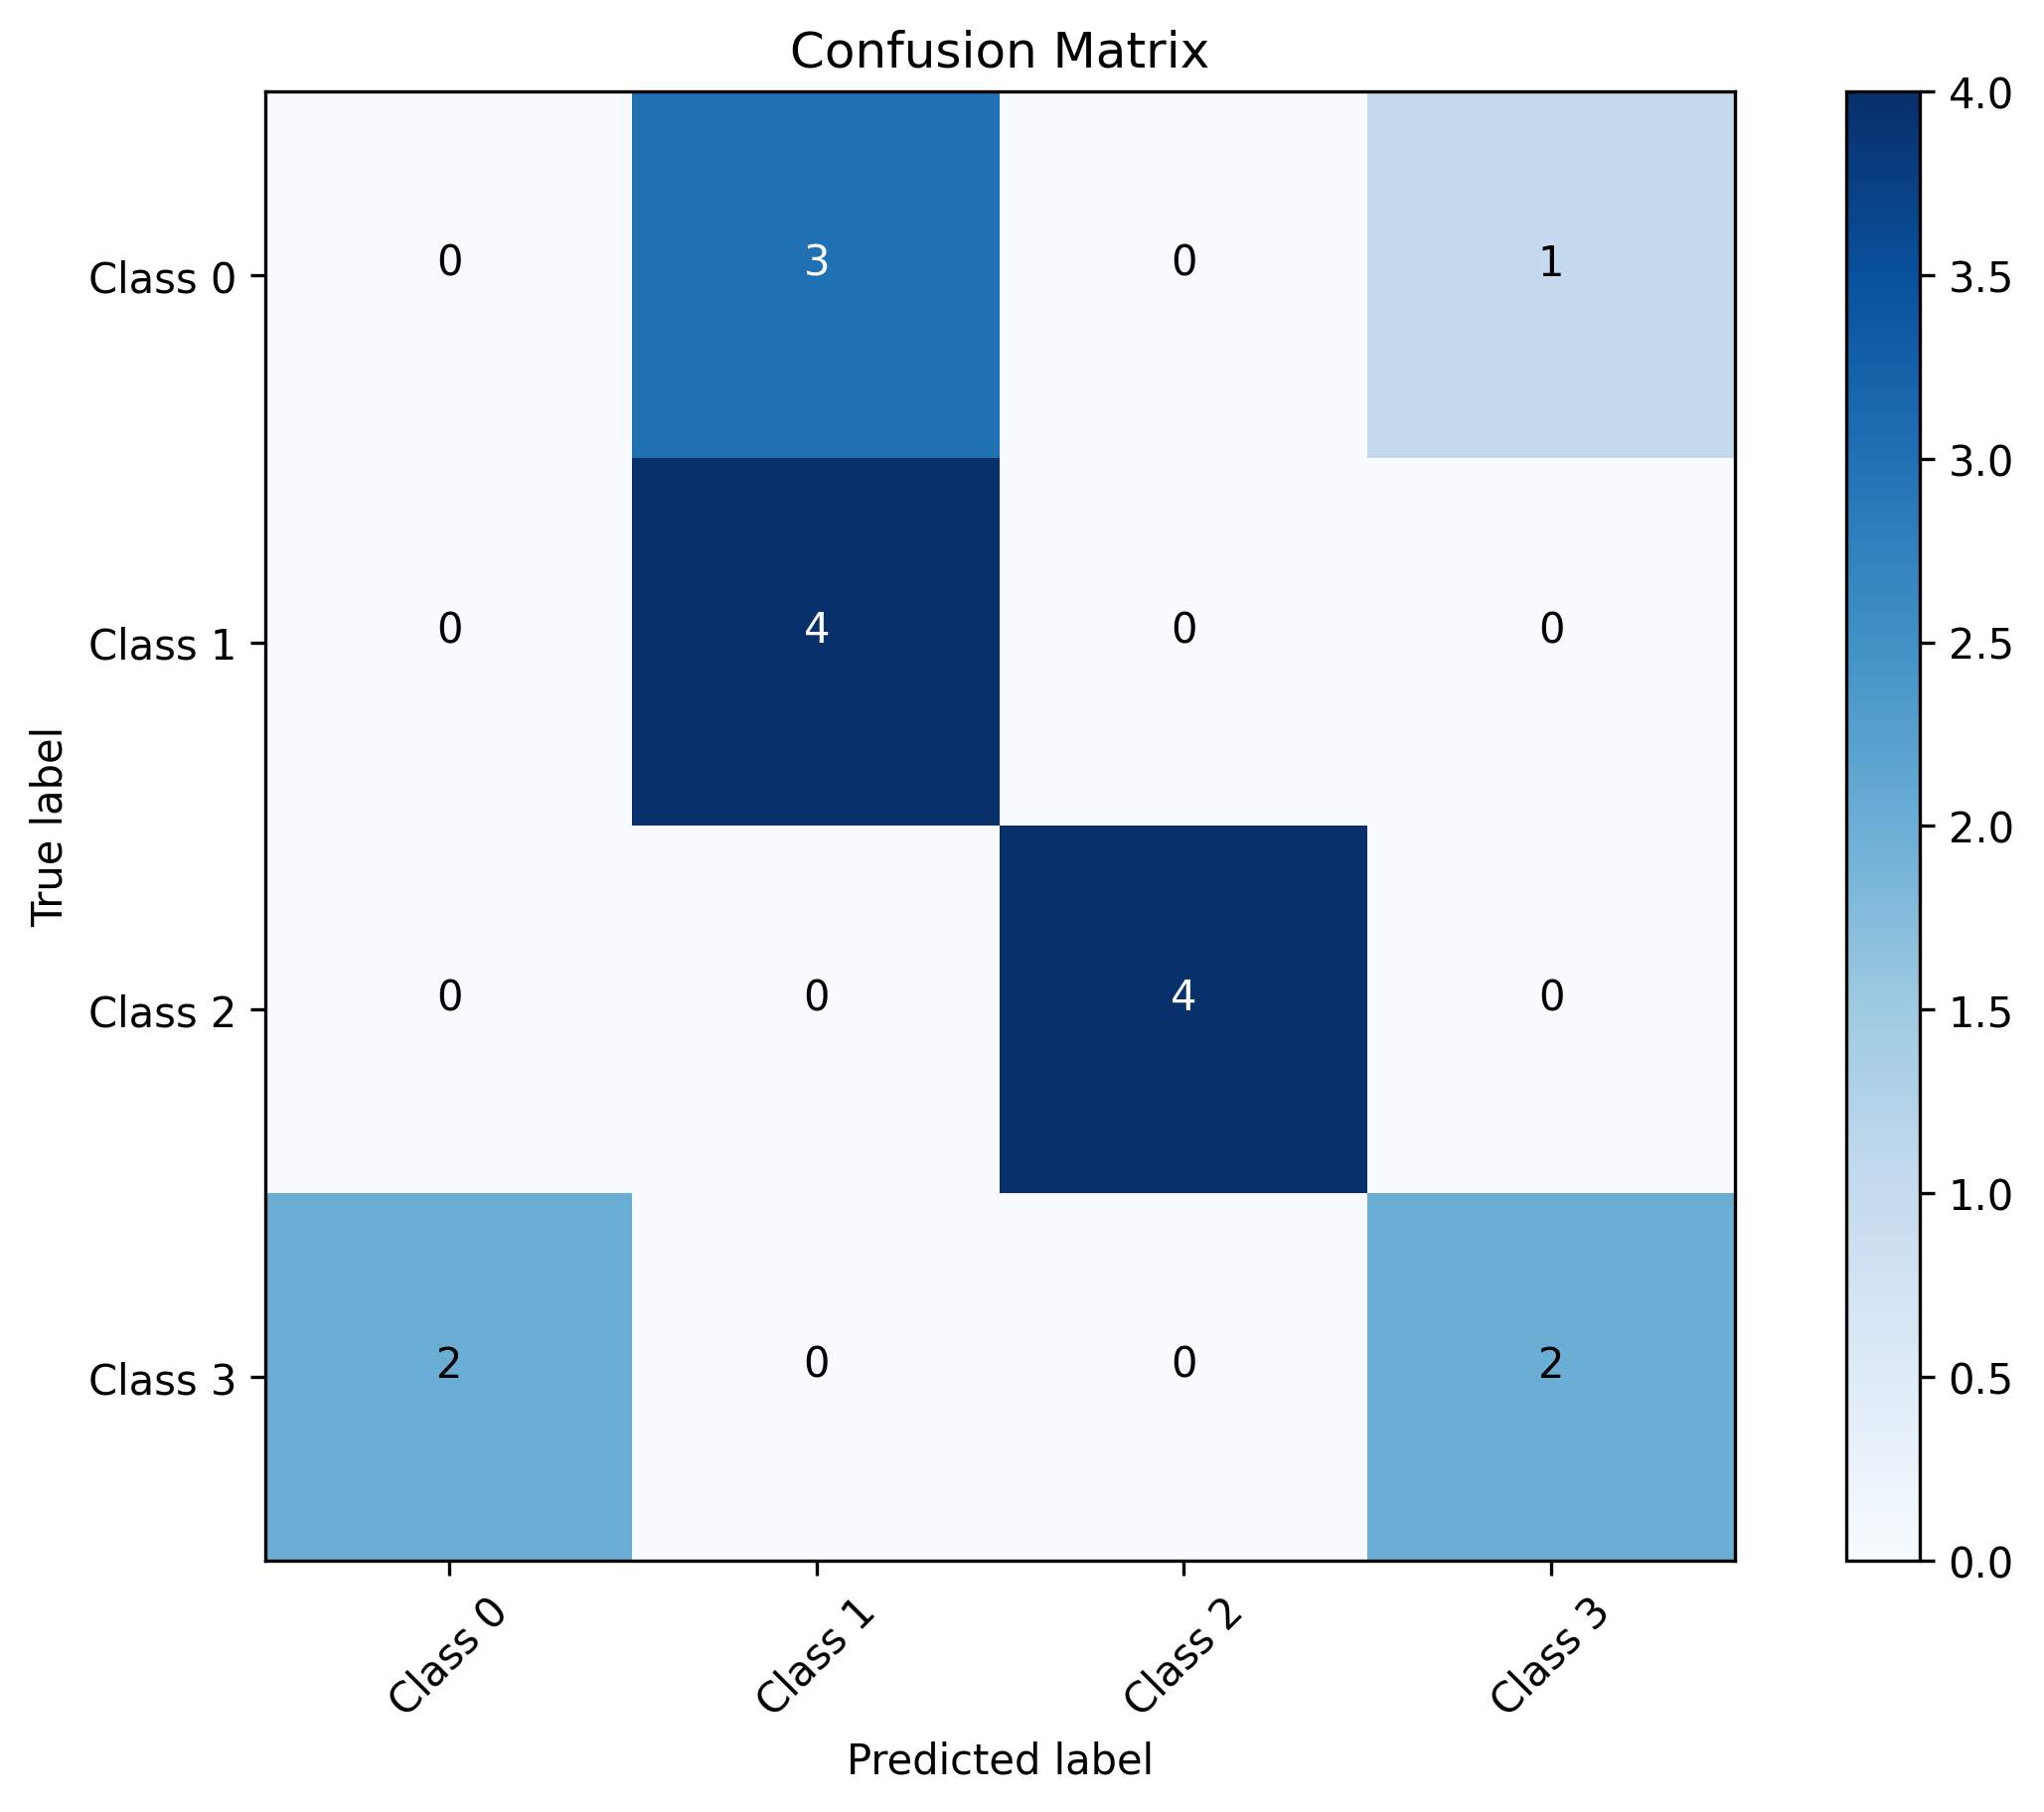 Confusion Matrix
Class 0 0 3 0 1
Class 1 0 4 0 0
Class 2 0 0 4 0
Class 3 2 0 0 2
True label
Class 0 Class 1 Class 2 Class 3
Predicted label
4.0
3.5
3.0
2.5
2.0
1.5
1.0
0.5
0.0